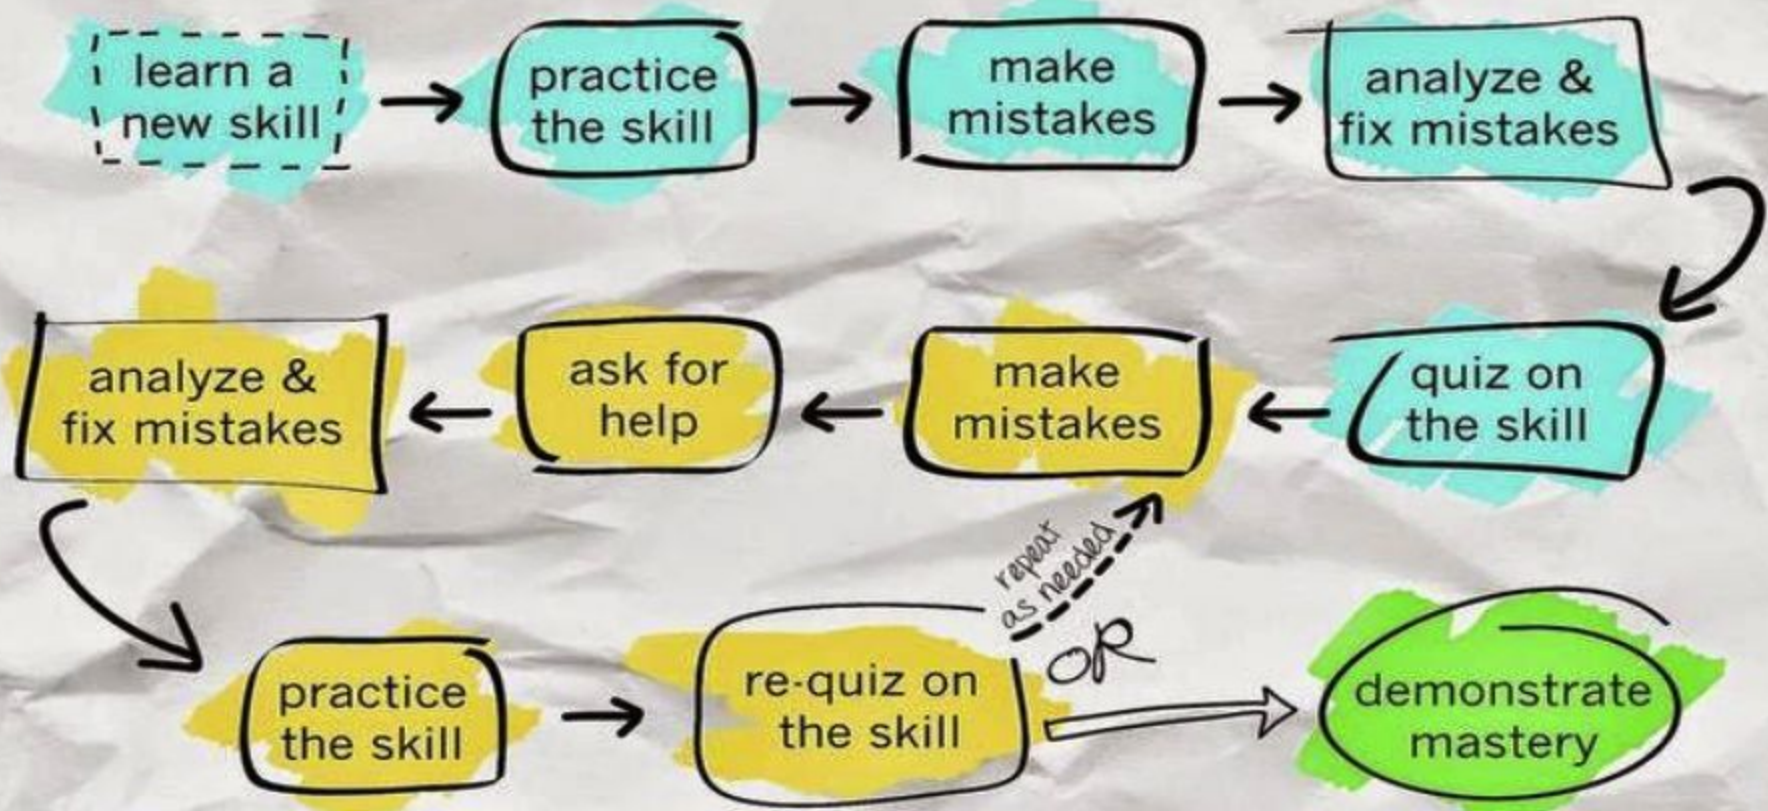 learn a
new skill
practice
the skill
make
mistakes
analyze &
fix mistakes
quiz on
the skill
make
mistakes
ask for
help
analyze &
fix mistakes
practice
the skill
re-quiz on
the skill
repeat
as needed
OR
demonstrate
mastery